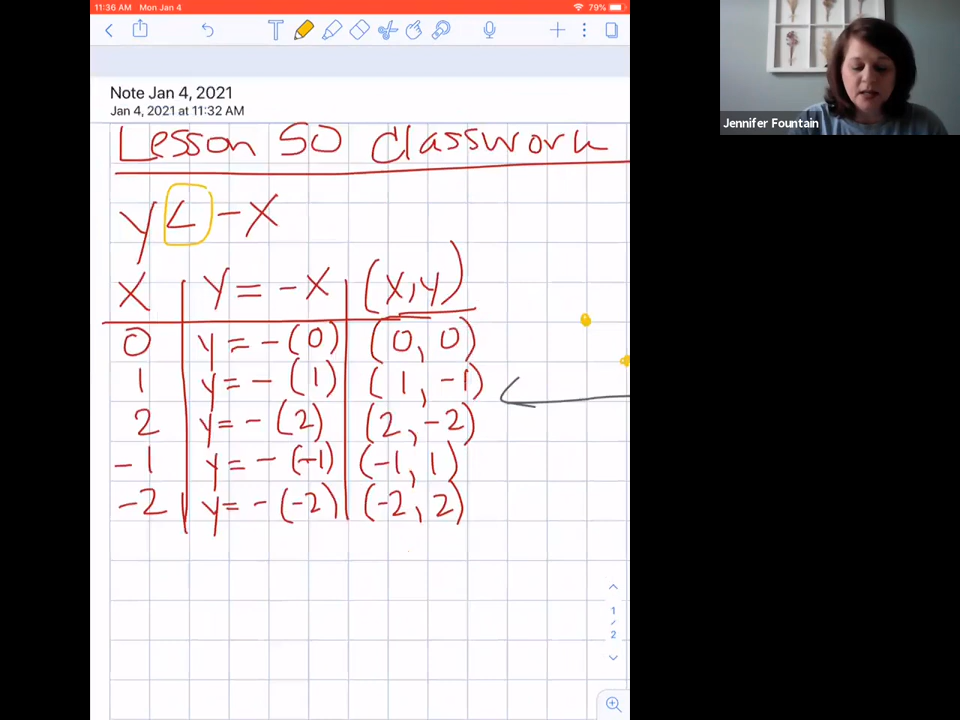 11:36 AM Mon Jan 4
79%
Note Jan 4, 2021
Jan 4, 2021 at 11:32 AM
Lesson 50 Classwork
y < -x
x y = -x (x, y)
0 y = -(0) (0, 0)
1 y = -(1) (1, -1)
2 y = -(2) (2, -2)
-1 y = -(-1) (-1, 1)
-2 y = -(-2) (-2, 2)
1
/
2
Jennifer Fountain